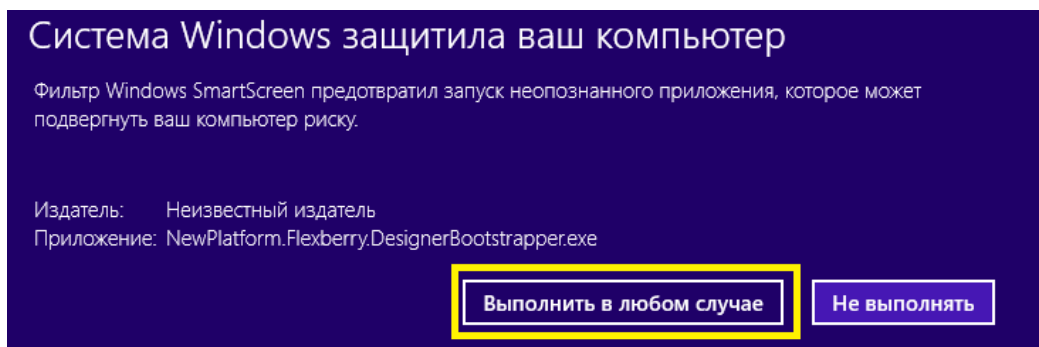 Система Windows защитила ваш компьютер
Фильтр Windows SmartScreen предотвратил запуск неопознанного приложения, которое может
подвергнуть ваш компьютер риску.
Издатель: Неизвестный издатель
Приложение: NewPlatform.Flexberry.DesignerBootstrapper.exe
Выполнить в любом случае Не выполнять